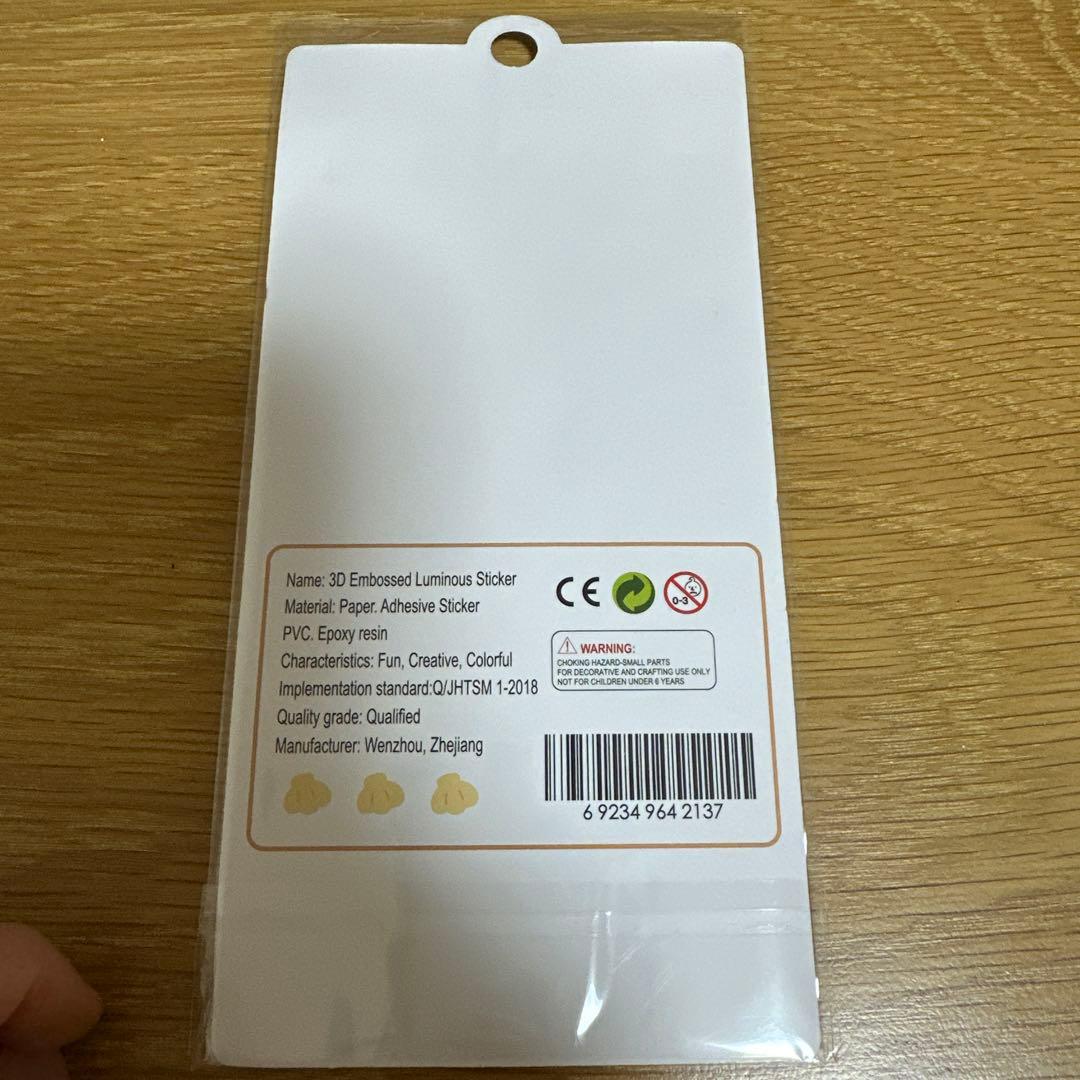 Name: 3D Embossed Luminous Sticker
Material: Paper. Adhesive Sticker
PVC. Epoxy resin
Characteristics: Fun, Creative, Colorful
Implementation standard:Q/JHTSM 1-2018
Quality grade: Qualified
Manufacturer: Wenzhou, Zhejiang
CE
0-3
WARNING:
CHOKING HAZARD-SMALL PARTS
FOR DECORATIVE AND CRAFTING USE ONLY
NOT FOR CHILDREN UNDER 6 YEARS
6 9234 964 2137